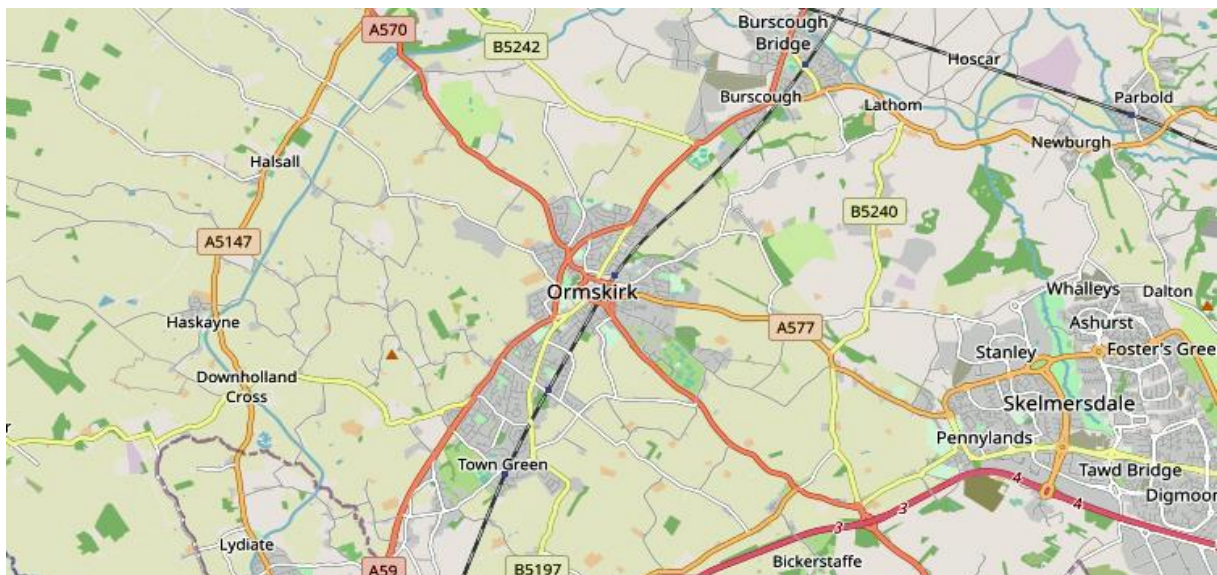 A570
B5242
Burscough
Bridge
Hoscar
Burscough
Lathom
Parbold
Newburgh
Halsall
B5240
A5147
Ormskirk
Whalleys
Dalton
Haskayne
A577
Ashurst
Stanley
Foster's Gree
Downholland
Cross
Skelmersdale
r
Pennylands
Town Green
Tawd Bridge
4
4
Digmoor
3
3
Lydiate
Bickerstaffe
A59
B5197